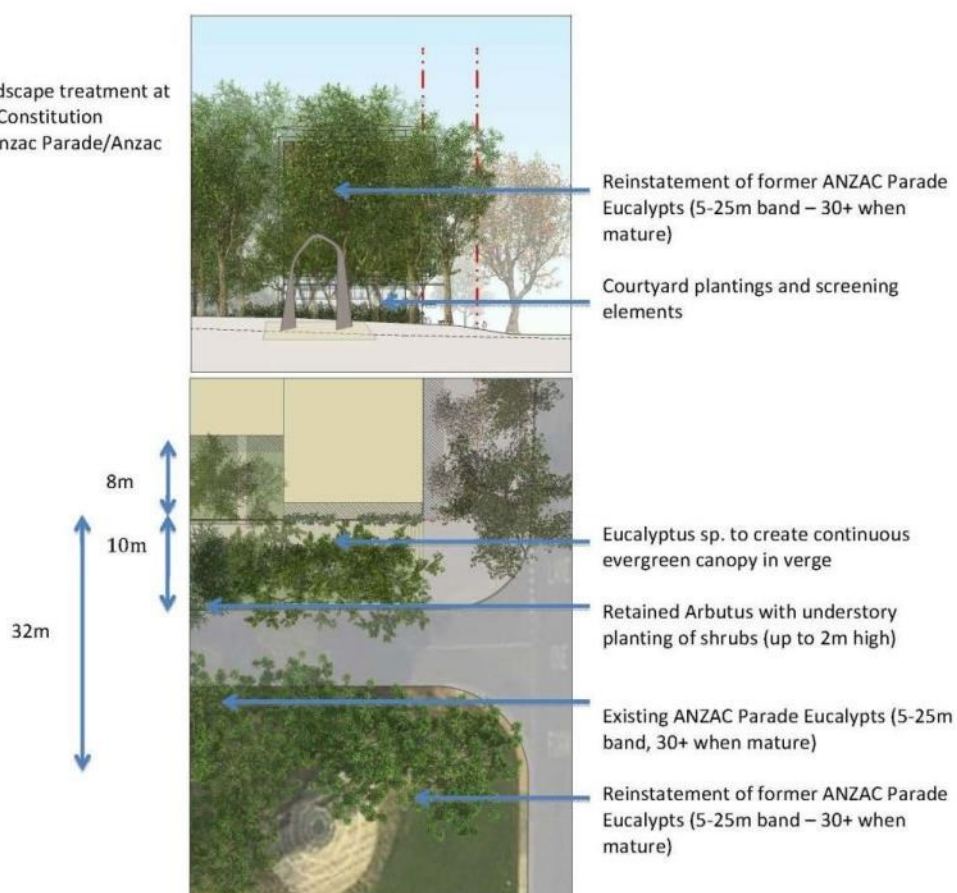 dscape treatment at
Constitution
nzac Parade/Anzac
Reinstatement of former ANZAC Parade
Eucalypts (5-25m band – 30+ when
mature)
Courtyard plantings and screening
elements
8m
10m
32m
Eucalyptus sp. to create continuous
evergreen canopy in verge
Retained Arbutus with understory
planting of shrubs (up to 2m high)
Existing ANZAC Parade Eucalypts (5-25m
band, 30+ when mature)
Reinstatement of former ANZAC Parade
Eucalypts (5-25m band – 30+ when
mature)